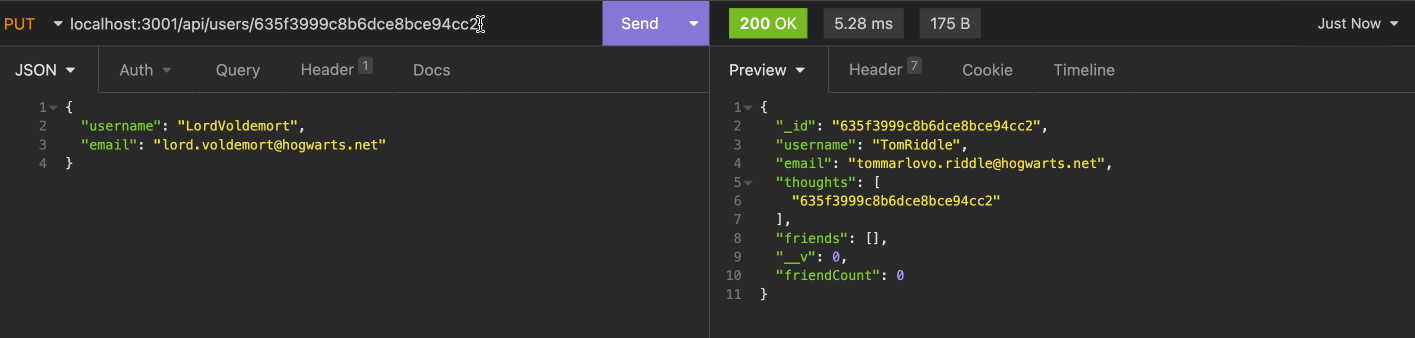 PUT localhost:3001/api/users/635f3999c8b6dce8bce94cc2 Send 200 OK 5.28 ms 175 B Just Now
JSON Auth Query Header 1 Docs Preview Header 7 Cookie Timeline
1 {
2 "username": "LordVoldemort",
3 "email": "lord.voldemort@hogwarts.net"
4 }
1 {
2 "_id": "635f3999c8b6dce8bce94cc2",
3 "username": "TomRiddle",
4 "email": "tommarlovo.riddle@hogwarts.net",
5 "thoughts": [
6 "635f3999c8b6dce8bce94cc2"
7 ],
8 "friends": [],
9 "__v": 0,
10 "friendCount": 0
11 }